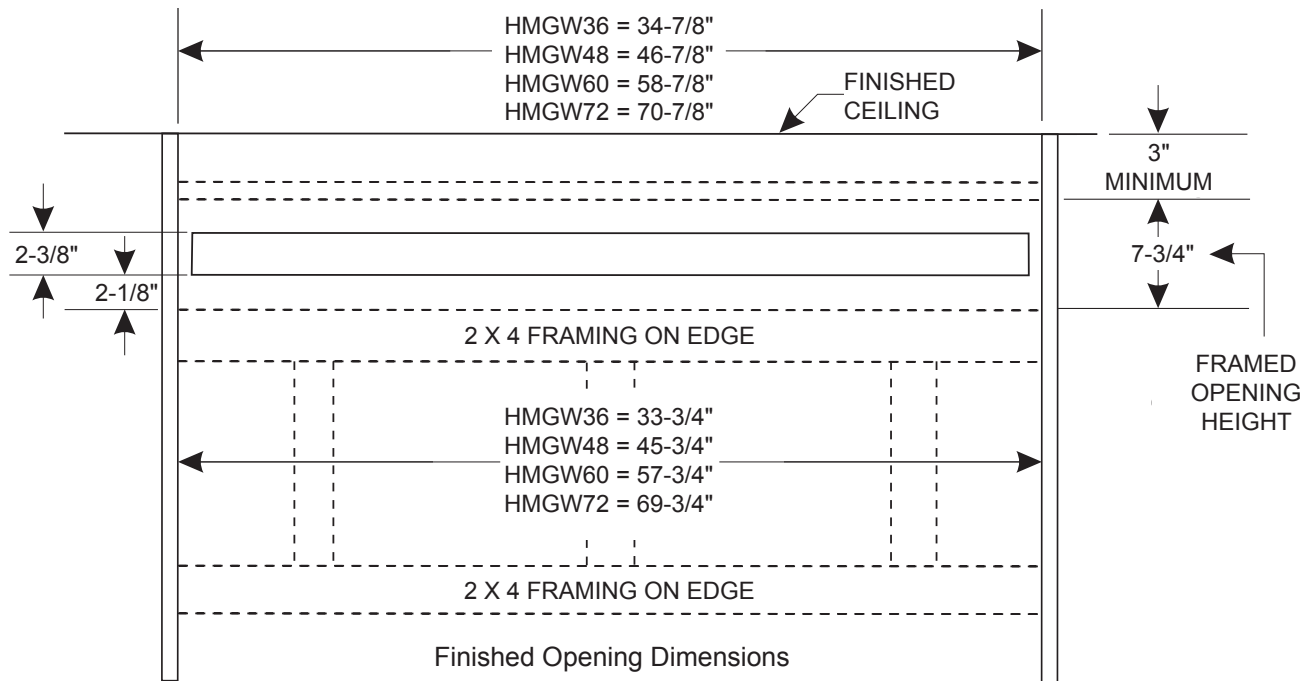 HMGW36 = 34-7/8"
HMGW48 = 46-7/8"
HMGW60 = 58-7/8"
HMGW72 = 70-7/8"
FINISHED
CEILING
3"
MINIMUM
2-3/8"
7-3/4"
2-1/8"
2 X 4 FRAMING ON EDGE
FRAMED
OPENING
HEIGHT
HMGW36 = 33-3/4"
HMGW48 = 45-3/4"
HMGW60 = 57-3/4"
HMGW72 = 69-3/4"
2 X 4 FRAMING ON EDGE
Finished Opening Dimensions